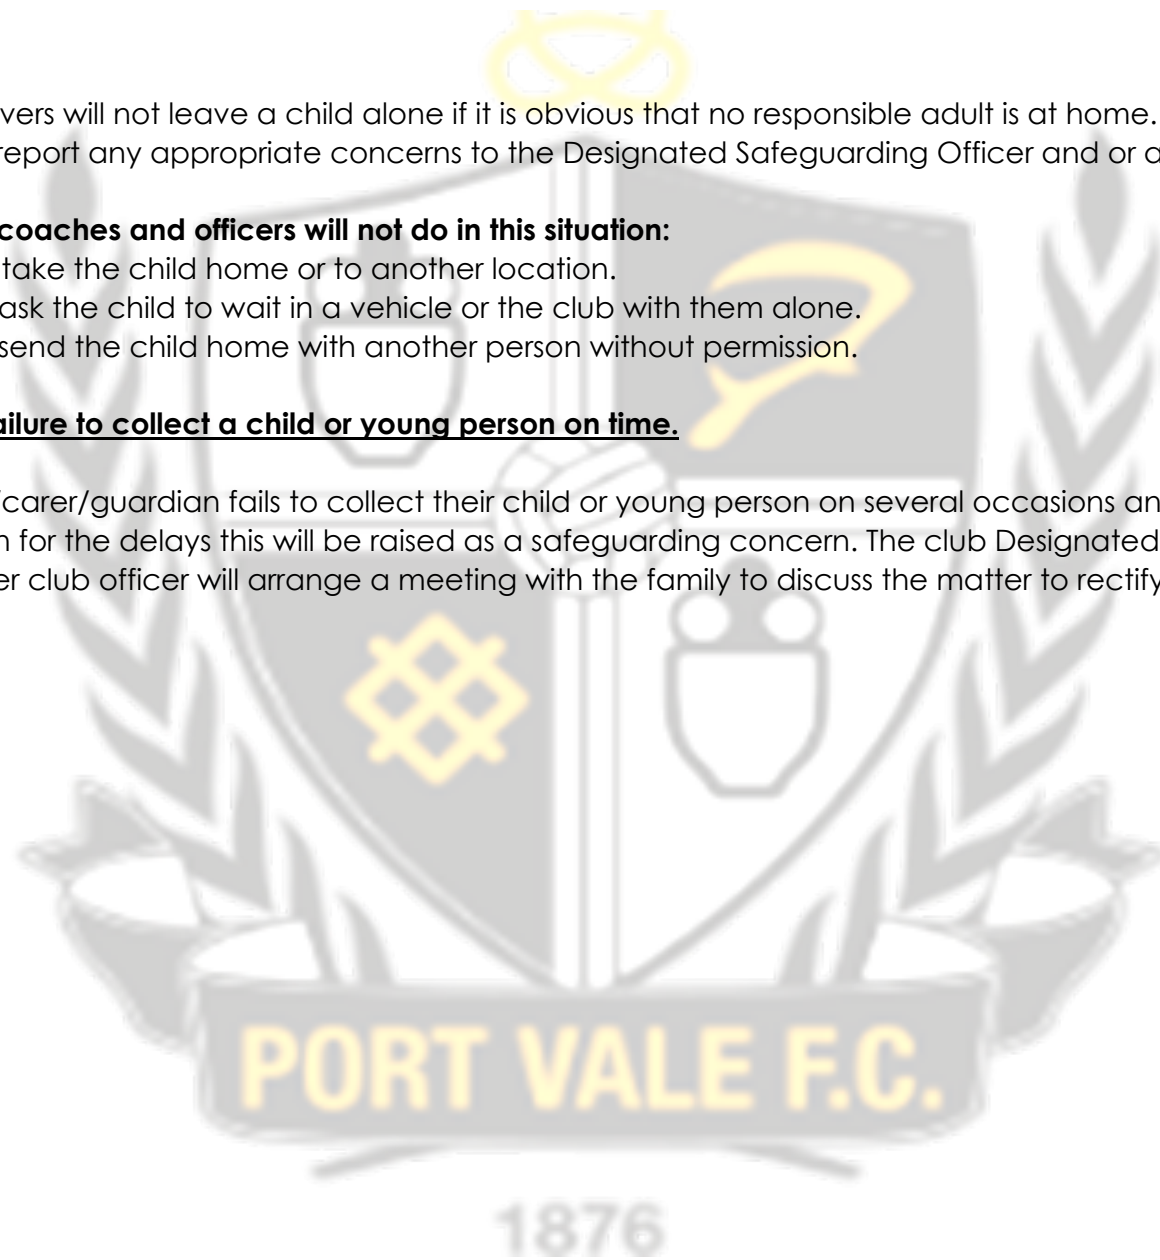 vers will not leave a child alone if it is obvious that no responsible adult is at home.
report any appropriate concerns to the Designated Safeguarding Officer and or a
coaches and officers will not do in this situation:
take the child home or to another location.
ask the child to wait in a vehicle or the club with them alone.
send the child home with another person without permission.
ailure to collect a child or young person on time.
/carer/guardian fails to collect their child or young person on several occasions an
n for the delays this will be raised as a safeguarding concern. The club Designated
er club officer will arrange a meeting with the family to discuss the matter to rectify
PORT VALE F.C.
1876